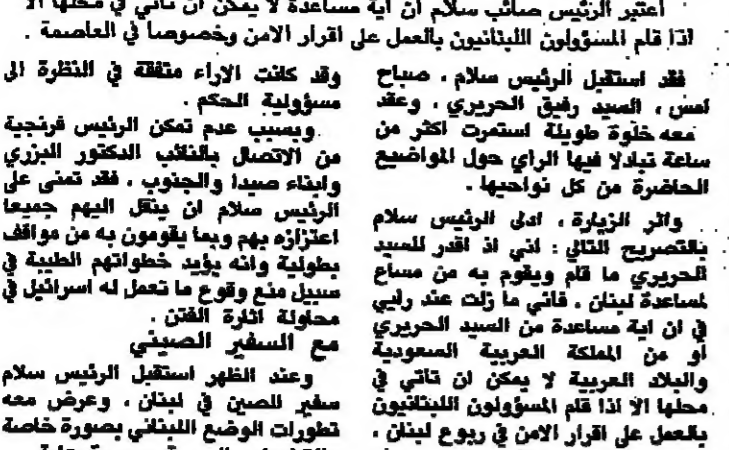 اعتبر الرئيس صائب سلام ان اية مساعدة لا يمكن ان تأتي في محلها الا
اذا قام المسؤولون اللبنانيون بالعمل على اقرار الامن وخصوصا في العاصمة .
فقد استقبل الرئيس سلام ، صباح
امس ، السيد رفيق الحريري ، وعقد
معه خلوة طويلة استمرت اكثر من
ساعة تبادلا فيها الراي حول المواضيع
الحاضرة من كل نواحيها .
واثر الزيارة ، ادلى الرئيس سلام
بالتصريح التالي : انني اذ اقدر للسيد
الحريري ما قام ويقوم به من مساع
لمساعدة لبنان . فاني ما زلت عند رايي
في ان اية مساعدة من السيد الحريري
او من المملكة العربية السعودية
والبلاد العربية لا يمكن ان تاتي في
محلها الا اذا قام المسؤولون اللبنانيون
بالعمل على اقرار الامن في ربوع لبنان ،
وقد كانت الاراء متفقة في النظرة الى
مسؤولية الحكم .
وبسبب عدم تمكن الرئيس فرنجية
من الاتصال بالنائب الدكتور البزري
وابناء صيدا والجنوب ، فقد تمنى على
الرئيس سلام ان ينقل اليهم جميعا
اعتزازه بهم وبما يقومون به من مواقف
بطولية وانه يؤيد خطواتهم الطيبة في
سبيل منع وقوع ما تعمل له اسرائيل في
محاولة اثارة الفتن .
مع السفير الصيني
وعند الظهر استقبل الرئيس سلام
سفير الصين في لبنان ، وعرض معه
تطورات الوضع اللبناني بصورة خاصة